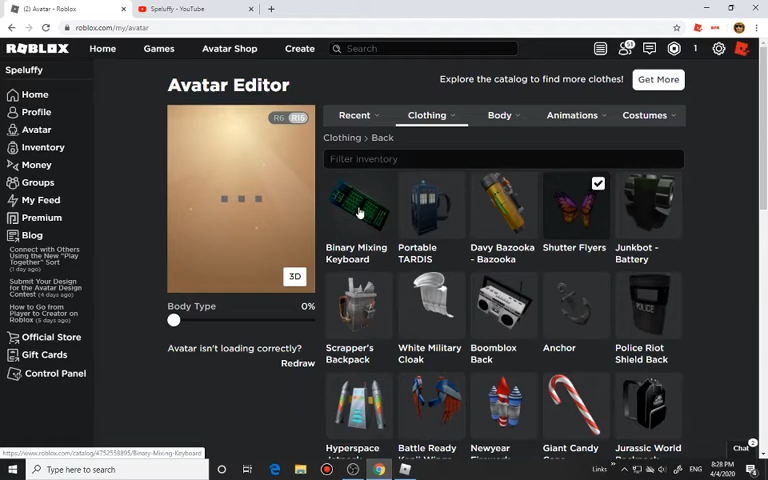 (2) Avatar - Roblox
Speluffy - YouTube
roblox.com/my/avatar
ROBLOX
Home
Games
Avatar Shop
Create
Search
1
Speluffy
Home
Profile
Avatar
Inventory
Money
Groups
My Feed
Premium
Blog
Connect with Others
Using the New "Play
Together" Sort
(1 day ago)
Submit Your Design
for the Avatar Design
Contest (4 days ago)
How to Go from
Player to Creator on
Roblox (5 days ago)
Official Store
Gift Cards
Control Panel
Avatar Editor
Explore the catalog to find more clothes!
Get More
R6 R15
3D
Body Type 0%
Avatar isn't loading correctly?
Redraw
Recent
Clothing
Body
Animations
Costumes
Clothing > Back
Filter inventory
Binary Mixing
Keyboard
Portable
TARDIS
Davy Bazooka
- Bazooka
Shutter Flyers
Junkbot -
Battery
Scrapper's
Backpack
White Military
Cloak
Boomblox
Back
Anchor
Police Riot
Shield Back
Hyperspace
Battle Ready
Newyear
Giant Candy
Jurassic World
Chat
https://www.roblox.com/catalog/4752558895/Binary-Mixing-Keyboard
Type here to search
Links
8:28 PM
4/4/2020